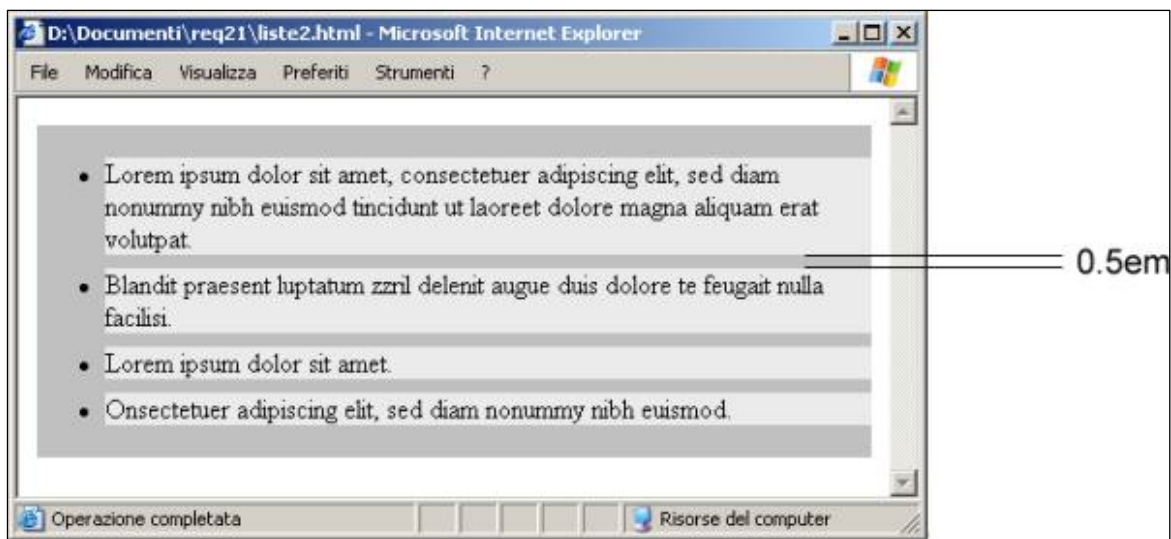 D:\Documenti\req21\liste2.html - Microsoft Internet Explorer
File Modifica Visualizza Preferiti Strumenti ?
• Lorem ipsum dolor sit amet, consectetuer adipiscing elit, sed diam
nonummy nibh euismod tincidunt ut laoreet dolore magna aliquam erat
volutpat.
• Blandit praesent luptatum zzril delenit augue duis dolore te feugait nulla
facilisi.
• Lorem ipsum dolor sit amet.
• Onsectetuer adipiscing elit, sed diam nonummy nibh euismod.
0.5em
Operazione completata
Risorse del computer